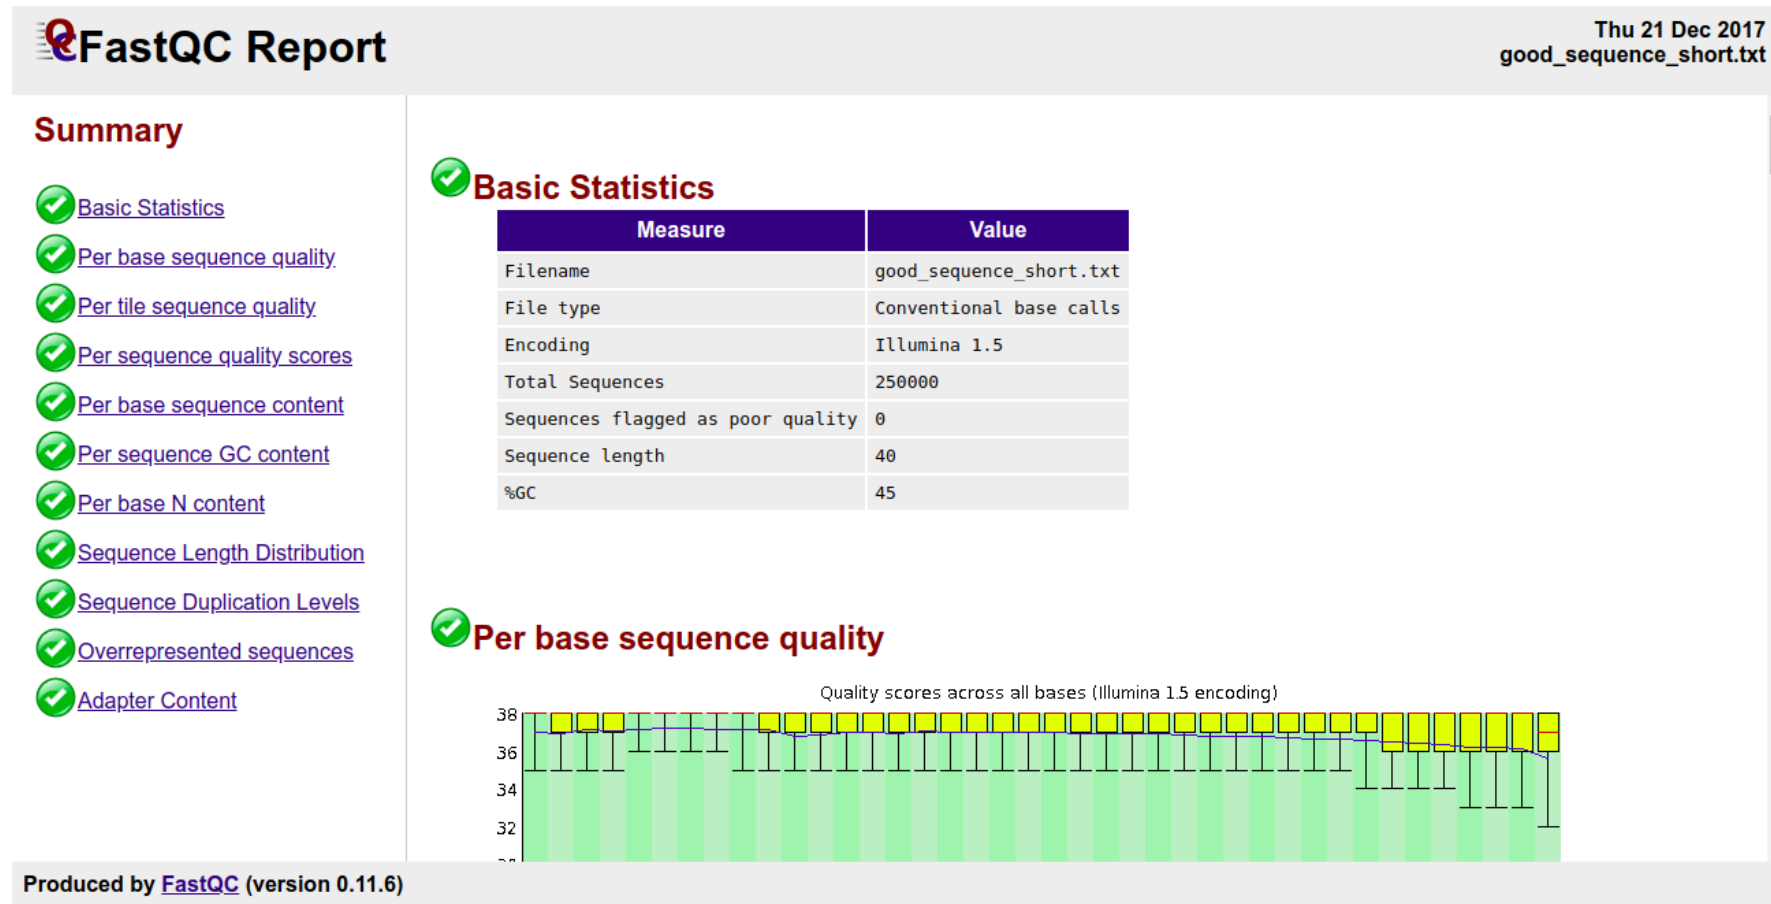 FastQC Report
Thu 21 Dec 2017
good_sequence_short.txt
Summary
Basic Statistics
Per base sequence quality
Per tile sequence quality
Per sequence quality scores
Per base sequence content
Per sequence GC content
Per base N content
Sequence Length Distribution
Sequence Duplication Levels
Overrepresented sequences
Adapter Content
Basic Statistics
Measure Value
Filename good_sequence_short.txt
File type Conventional base calls
Encoding Illumina 1.5
Total Sequences 250000
Sequences flagged as poor quality 0
Sequence length 40
%GC 45
Per base sequence quality
Quality scores across all bases (Illumina 1.5 encoding)
38
36
34
32
Produced by FastQC (version 0.11.6)